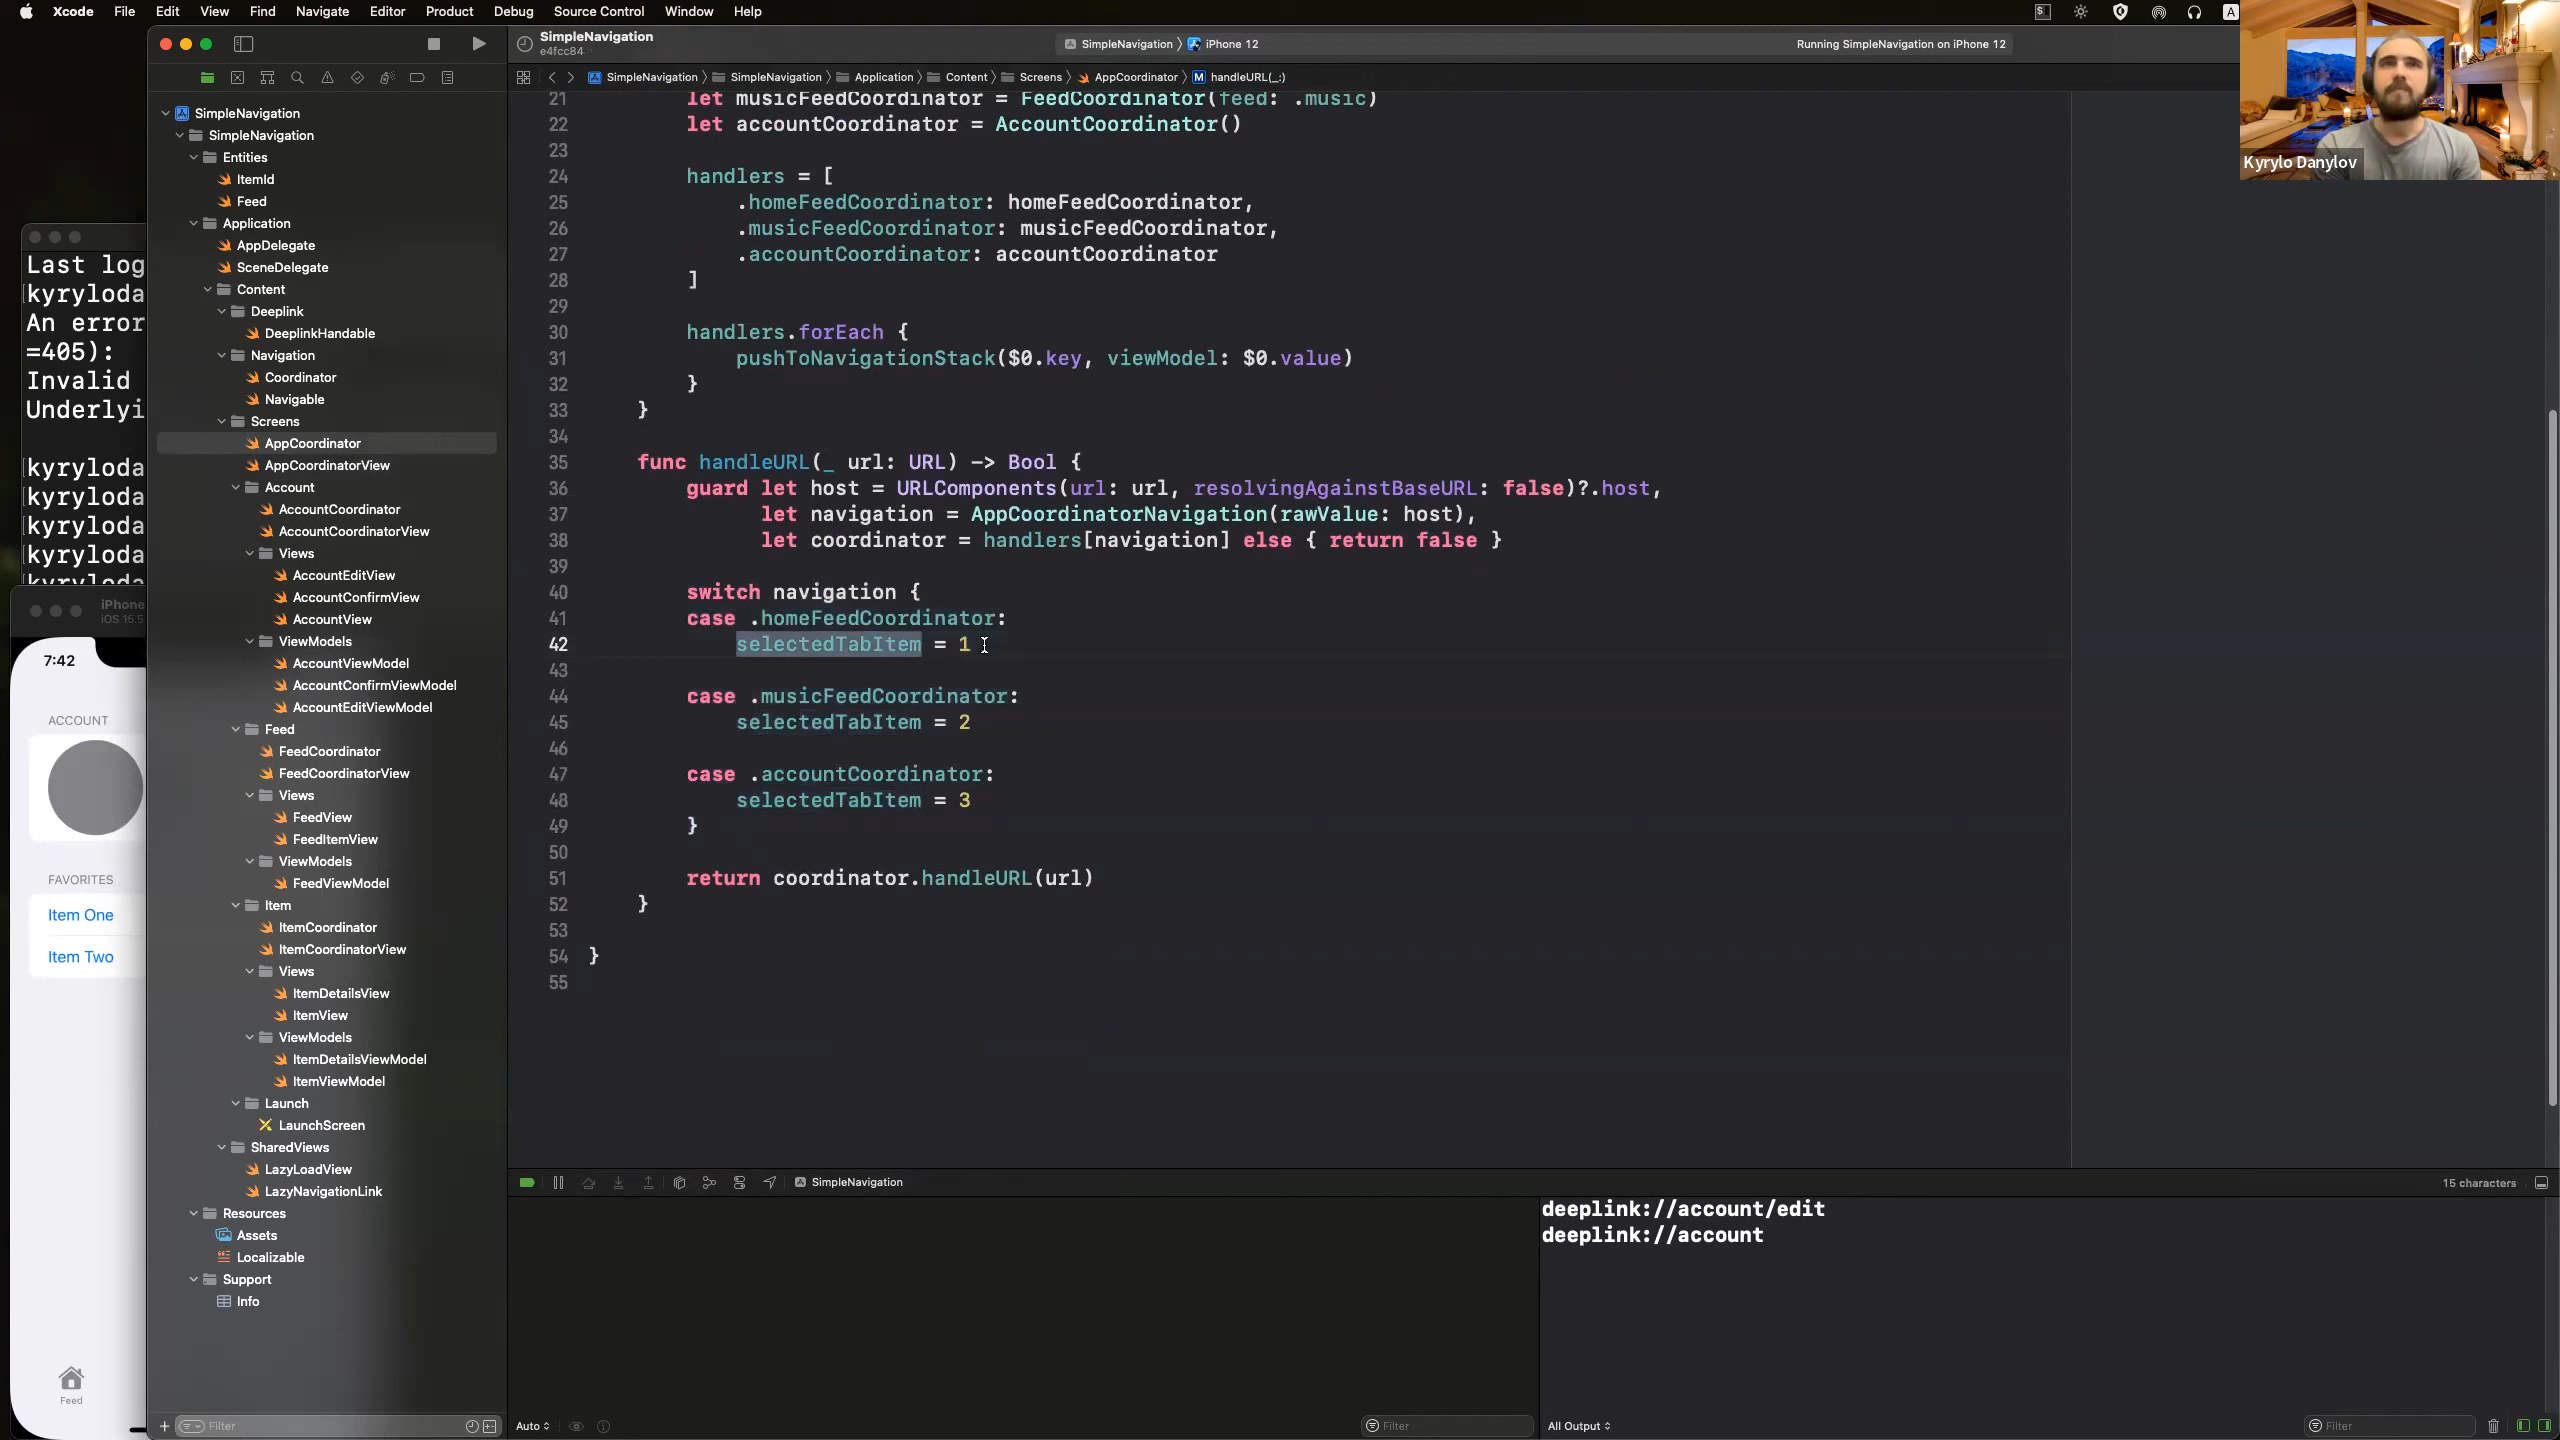 Xcode File Edit View Find Navigate Editor Product Debug Source Control Window Help
SimpleNavigation
e4fcc84
SimpleNavigation iPhone 12
Running SimpleNavigation on iPhone 12
SimpleNavigation SimpleNavigation Application Content Screens AppCoordinator M handleURL(_:)
Kyrylo Danylov
Last log
kyryloda
An error
=405):
Invalid
Underlyi
kyryloda
kyryloda
kyryloda
kyryloda
iPhone
iOS 15.5
7:42
ACCOUNT
FAVORITES
Item One
Item Two
Feed
SimpleNavigation
SimpleNavigation
Entities
ItemId
Feed
Application
AppDelegate
SceneDelegate
Content
Deeplink
DeeplinkHandable
Navigation
Coordinator
Navigable
Screens
AppCoordinator
AppCoordinatorView
Account
AccountCoordinator
AccountCoordinatorView
Views
AccountEditView
AccountConfirmView
AccountView
ViewModels
AccountViewModel
AccountConfirmViewModel
AccountEditViewModel
Feed
FeedCoordinator
FeedCoordinatorView
Views
FeedView
FeedItemView
ViewModels
FeedViewModel
Item
ItemCoordinator
ItemCoordinatorView
Views
ItemDetailsView
ItemView
ViewModels
ItemDetailsViewModel
ItemViewModel
Launch
LaunchScreen
SharedViews
LazyLoadView
LazyNavigationLink
Resources
Assets
Localizable
Support
Info
Filter
21 let musicFeedCoordinator = FeedCoordinator(feed: .music)
22 let accountCoordinator = AccountCoordinator()
23
24 handlers = [
25 .homeFeedCoordinator: homeFeedCoordinator,
26 .musicFeedCoordinator: musicFeedCoordinator,
27 .accountCoordinator: accountCoordinator
28 ]
29
30 handlers.forEach {
31 pushToNavigationStack($0.key, viewModel: $0.value)
32 }
33 }
34
35 func handleURL(_ url: URL) -> Bool {
36 guard let host = URLComponents(url: url, resolvingAgainstBaseURL: false)?.host,
37 let navigation = AppCoordinatorNavigation(rawValue: host),
38 let coordinator = handlers[navigation] else { return false }
39
40 switch navigation {
41 case .homeFeedCoordinator:
42 selectedTabItem = 1
43
44 case .musicFeedCoordinator:
45 selectedTabItem = 2
46
47 case .accountCoordinator:
48 selectedTabItem = 3
49 }
50
51 return coordinator.handleURL(url)
52 }
53
54 }
55
SimpleNavigation
15 characters
deeplink://account/edit
deeplink://account
Auto
Filter
All Output
Filter